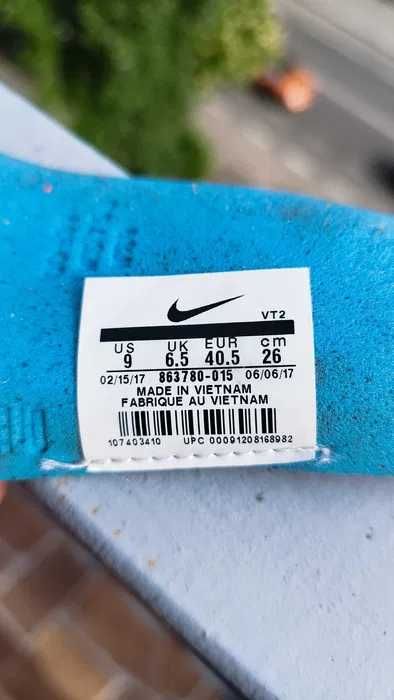 VT2
US UK EUR cm
9 6.5 40.5 26
02/15/17 863780-015 06/06/17
MADE IN VIETNAM
FABRIQUE AU VIETNAM
107403410 UPC 00091208168982